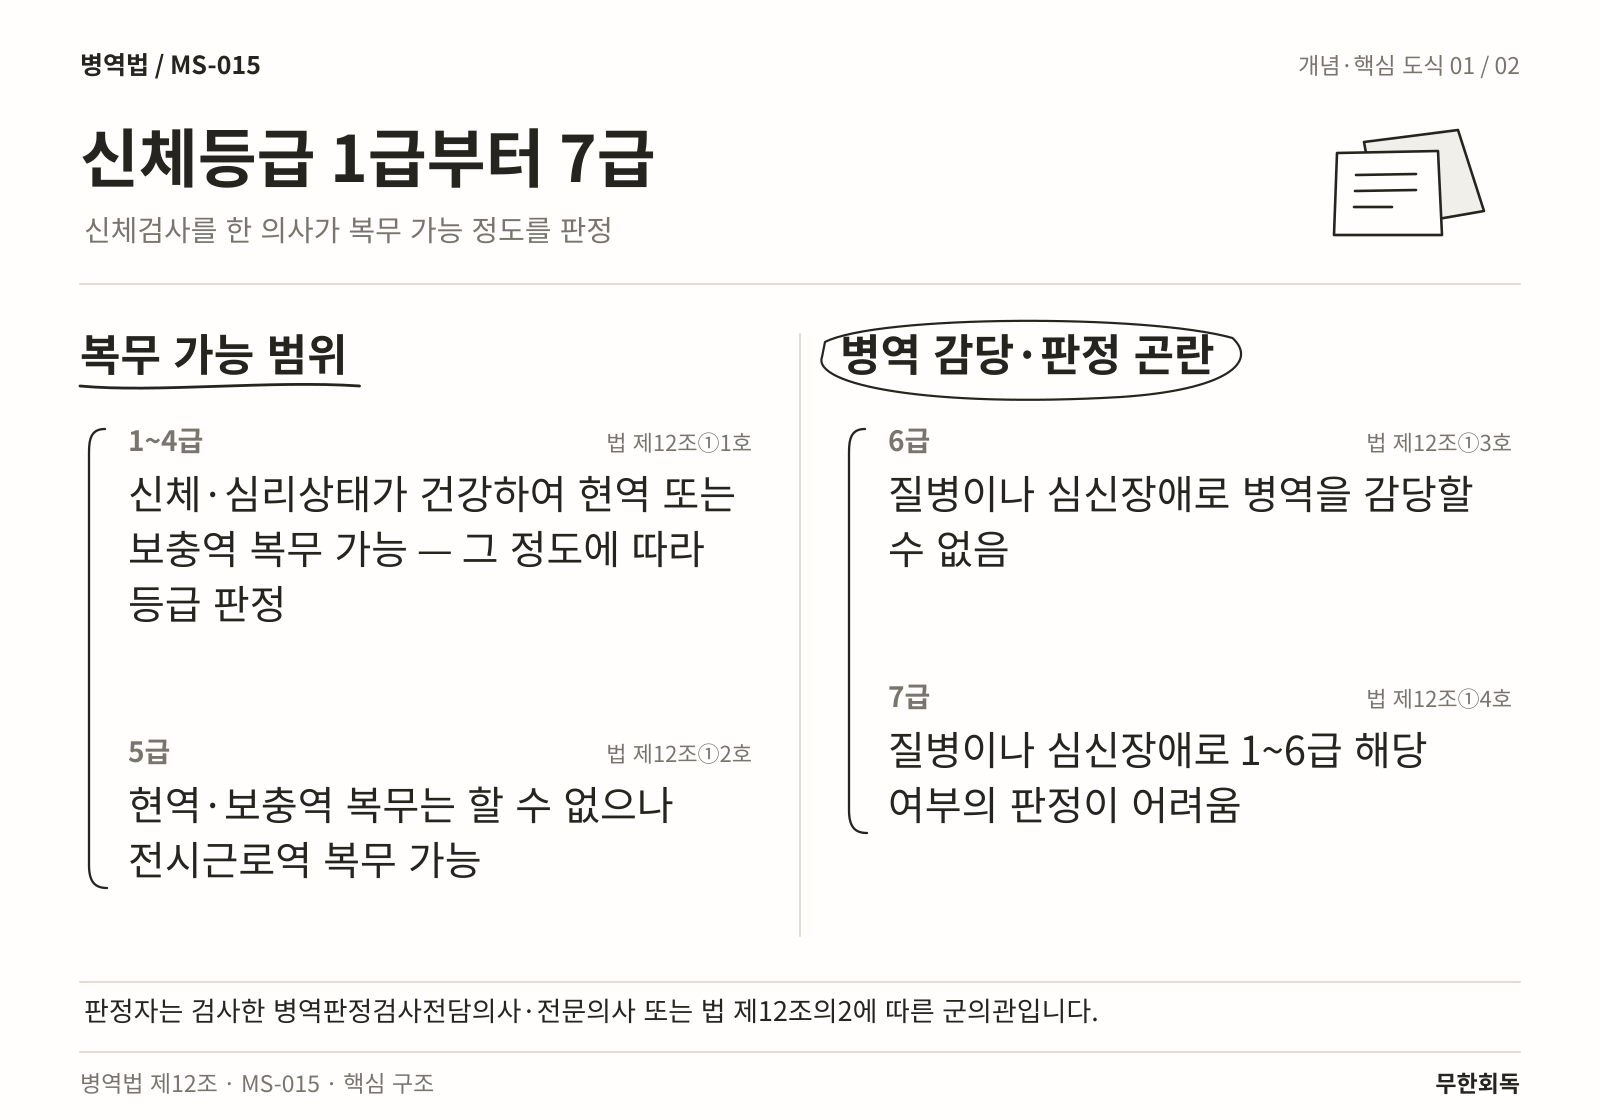 병역법 / MS-015
개념·핵심 도식 01 / 02
신체등급 1급부터 7급
신체검사를 한 의사가 복무 가능 정도를 판정
복무 가능 범위
1~4급
법 제12조①1호
신체·심리상태가 건강하여 현역 또는
보충역 복무 가능 — 그 정도에 따라
등급 판정
5급
법 제12조①2호
현역·보충역 복무는 할 수 없으나
전시근로역 복무 가능
병역 감당·판정 곤란
6급
법 제12조①3호
질병이나 심신장애로 병역을 감당할
수 없음
7급
법 제12조①4호
질병이나 심신장애로 1~6급 해당
여부의 판정이 어려움
판정자는 검사한 병역판정검사전담의사·전문의사 또는 법 제12조의2에 따른 군의관입니다.
병역법 제12조 · MS-015 · 핵심 구조
무한회독